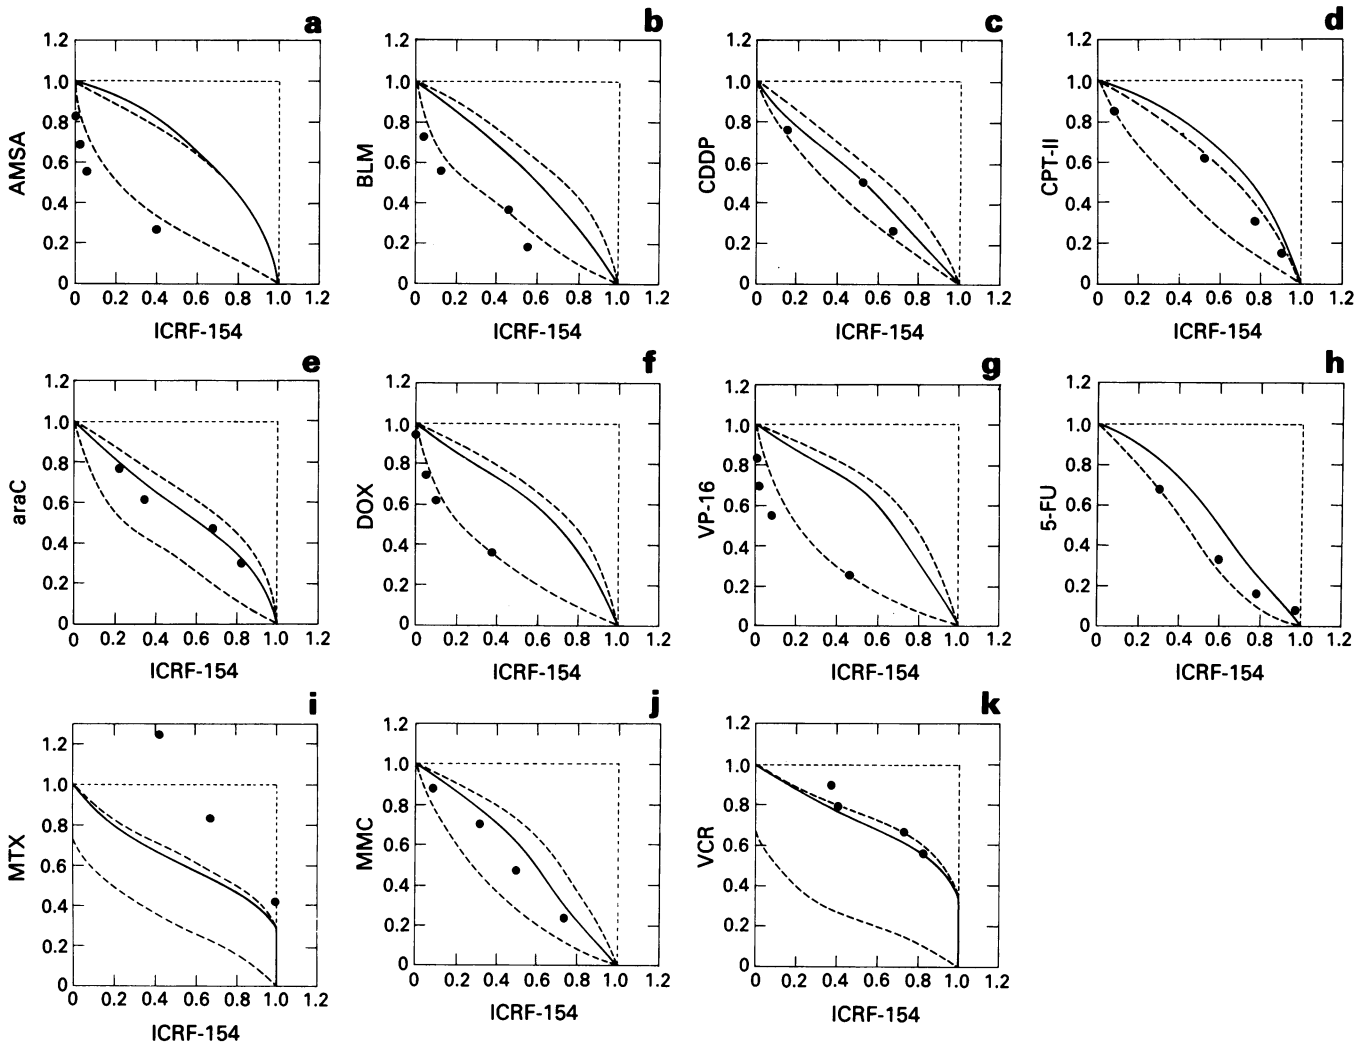 a b c d
1.2 1.2 1.2 1.2
1.0 1.0 1.0 1.0
0.8 0.8 0.8 0.8
0.6 0.6 0.6 0.6
0.4 0.4 0.4 0.4
0.2 0.2 0.2 0.2
0 0 0 0
AMSA BLM CDDP CPT-II
0 0.2 0.4 0.6 0.8 1.0 1.2 0 0.2 0.4 0.6 0.8 1.0 1.2 0 0.2 0.4 0.6 0.8 1.0 1.2 0 0.2 0.4 0.6 0.8 1.0 1.2
ICRF-154 ICRF-154 ICRF-154 ICRF-154
e f g h
1.2 1.2 1.2 1.2
1.0 1.0 1.0 1.0
0.8 0.8 0.8 0.8
0.6 0.6 0.6 0.6
0.4 0.4 0.4 0.4
0.2 0.2 0.2 0.2
0 0 0 0
araC DOX VP-16 5-FU
0 0.2 0.4 0.6 0.8 1.0 1.2 0 0.2 0.4 0.6 0.8 1.0 1.2 0 0.2 0.4 0.6 0.8 1.0 1.2 0 0.2 0.4 0.6 0.8 1.0 1.2
ICRF-154 ICRF-154 ICRF-154 ICRF-154
i j k
1.2 1.2 1.2
1.0 1.0 1.0
0.8 0.8 0.8
0.6 0.6 0.6
0.4 0.4 0.4
0.2 0.2 0.2
0 0 0
MTX MMC VCR
0 0.2 0.4 0.6 0.8 1.0 1.2 0 0.2 0.4 0.6 0.8 1.0 1.2 0 0.2 0.4 0.6 0.8 1.0 1.2
ICRF-154 ICRF-154 ICRF-154